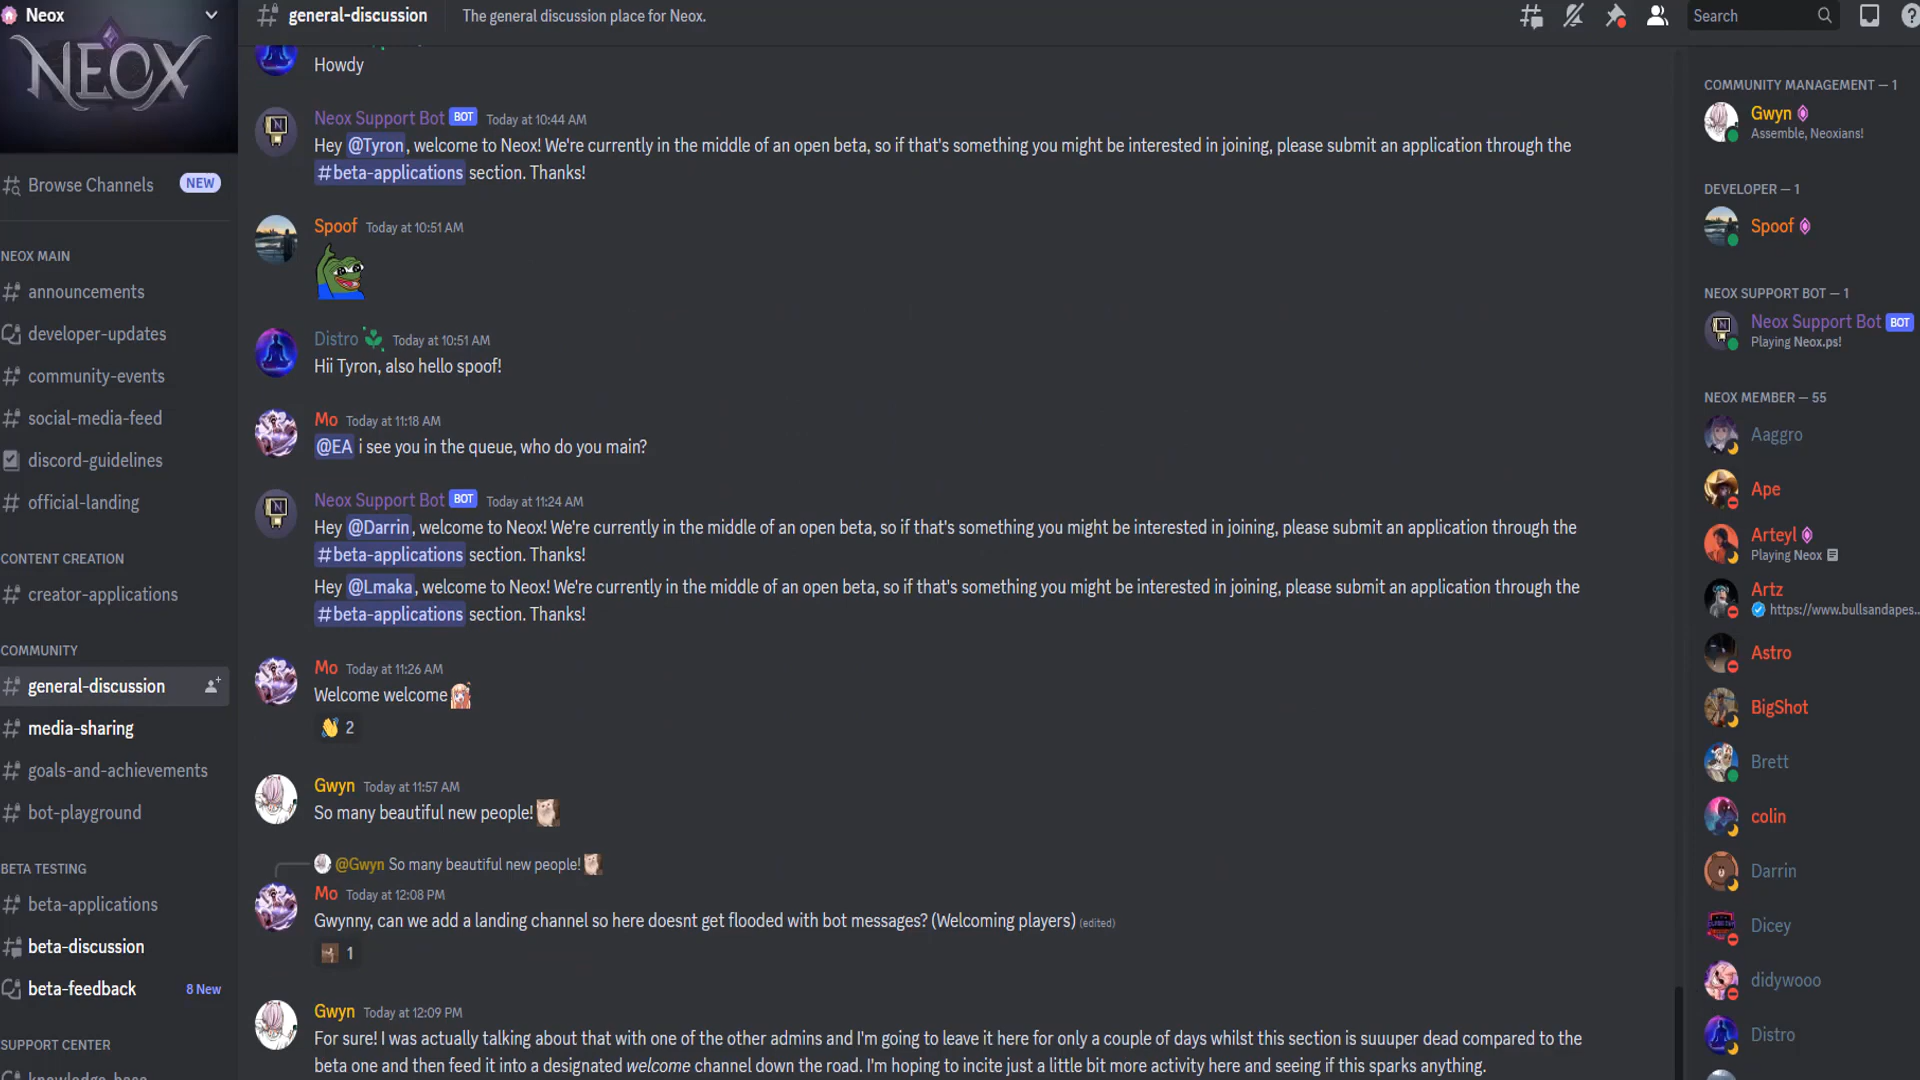 Neox
NEOX
Browse Channels
NEW
NEOX MAIN
announcements
developer-updates
community-events
social-media-feed
discord-guidelines
official-landing
CONTENT CREATION
creator-applications
COMMUNITY
general-discussion
media-sharing
goals-and-achievements
bot-playground
BETA TESTING
beta-applications
beta-discussion
beta-feedback
8 New
SUPPORT CENTER
knowledge-base
general-discussion
The general discussion place for Neox.
Search
Howdy
Neox Support Bot BOT Today at 10:44 AM
Hey @Tyron, welcome to Neox! We're currently in the middle of an open beta, so if that's something you might be interested in joining, please submit an application through the
#beta-applications section. Thanks!
Spoof Today at 10:51 AM
Distro Today at 10:51 AM
Hii Tyron, also hello spoof!
Mo Today at 11:18 AM
@EA i see you in the queue, who do you main?
Neox Support Bot BOT Today at 11:24 AM
Hey @Darrin, welcome to Neox! We're currently in the middle of an open beta, so if that's something you might be interested in joining, please submit an application through the
#beta-applications section. Thanks!
Hey @Lmaka, welcome to Neox! We're currently in the middle of an open beta, so if that's something you might be interested in joining, please submit an application through the
#beta-applications section. Thanks!
Mo Today at 11:26 AM
Welcome welcome
2
Gwyn Today at 11:57 AM
So many beautiful new people!
@Gwyn So many beautiful new people!
Mo Today at 12:08 PM
Gwynny, can we add a landing channel so here doesnt get flooded with bot messages? (Welcoming players) (edited)
1
Gwyn Today at 12:09 PM
For sure! I was actually talking about that with one of the other admins and I'm going to leave it here for only a couple of days whilst this section is suuuper dead compared to the
beta one and then feed it into a designated welcome channel down the road. I'm hoping to incite just a little bit more activity here and seeing if this sparks anything.
COMMUNITY MANAGEMENT — 1
Gwyn
Assemble, Neoxians!
DEVELOPER — 1
Spoof
NEOX SUPPORT BOT — 1
Neox Support Bot BOT
Playing Neox.ps!
NEOX MEMBER — 55
Aaggro
Ape
Arteyl
Playing Neox
Artz
https://www.bullsandapes...
Astro
BigShot
Brett
colin
Darrin
Dicey
didywooo
Distro